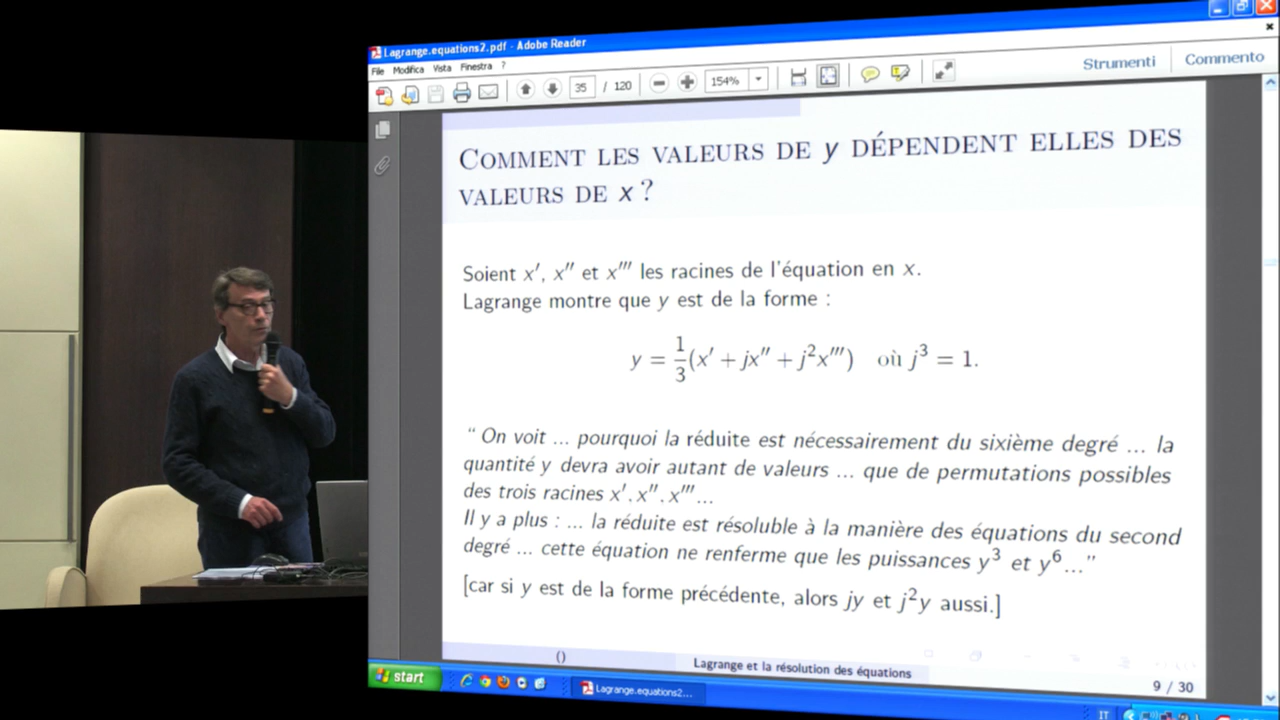 Lagrange.equations2.pdf - Adobe Reader
File Modifica Vista Finestra ?
35 / 120 154% Strumenti Commento
COMMENT LES VALEURS DE y DÉPENDENT ELLES DES
VALEURS DE x ?
Soient x′, x″ et x‴ les racines de l'équation en x.
Lagrange montre que y est de la forme :
y = 1/3(x′ + jx″ + j²x‴) où j³ = 1.
“ On voit ... pourquoi la réduite est nécessairement du sixième degré ... la
quantité y devra avoir autant de valeurs ... que de permutations possibles
des trois racines x′. x″. x‴...
Il y a plus : ... la réduite est résoluble à la manière des équations du second
degré ... cette équation ne renferme que les puissances y³ et y⁶...”
[car si y est de la forme précédente, alors jy et j²y aussi.]
()
Lagrange et la résolution des équations
9 / 30
start
Lagrange.equations2...
IT